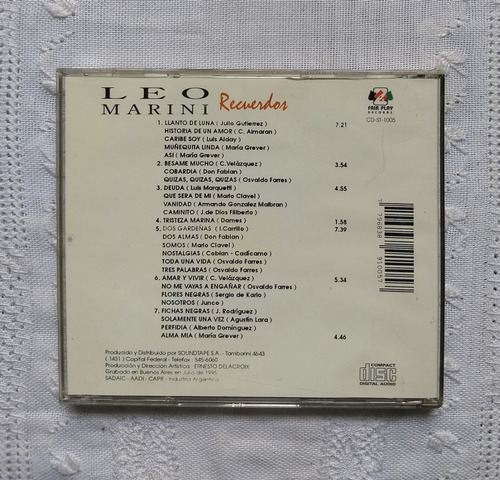 LEO
MARINI Recuerdos
FAIR PLAY
RECORDS
CD-ST-1005
1. LLANTO DE LUNA ( Julio Gutierrez ) 7.21
HISTORIA DE UN AMOR ( C. Almaran )
CARIBE SOY ( Luis Alday )
MUÑEQUITA LINDA ( María Grever )
ASI ( María Grever )
2. BESAME MUCHO ( C.Velázquez ) 3.54
COBARDIA ( Don Fabian )
QUIZAS, QUIZAS, QUIZAS ( Osvaldo Farres )
3. DEUDA ( Luis Marquetti ) 4.55
QUE SERA DE MI ( Mario Clavel )
VANIDAD ( Armando Gonzalez Malbran )
CAMINITO ( J.de Dios Filiberto )
4. TRISTEZA MARINA ( Dames ) 1.58
5. DOS GARDENAS ( I.Carrillo ) 7.39
DOS ALMAS ( Don Fabian )
SOMOS ( Mario Clavel )
NOSTALGIAS ( Cobian - Cadícamo )
TODA UNA VIDA ( Osvaldo Farres )
TRES PALABRAS ( Osvaldo Farres )
6. AMAR Y VIVIR ( C. Velázquez ) 5.34
NO ME VAYAS A ENGAÑAR ( Osvaldo Farres )
FLORES NEGRAS ( Sergio de Karlo )
NOSOTROS ( Junco )
7. FICHAS NEGRAS ( J. Rodríguez )
SOLAMENTE UNA VEZ ( Agustín Lara )
PERFIDIA ( Alberto Domínguez )
ALMA MIA ( María Grever ) 4.46
Producido y Distribuido por SOUNDTAPE S.A. - Tamborini 4643
( 1431 ) Capital Federal - Telefax : 545-6060
Producción y Dirección Artística : ERNESTO DELACROIX
Grabado en Buenos Aires en Julio de 1995
SADAIC - AADI - CAPIF - Industria Argentina
COMPACT
disc
DIGITAL AUDIO